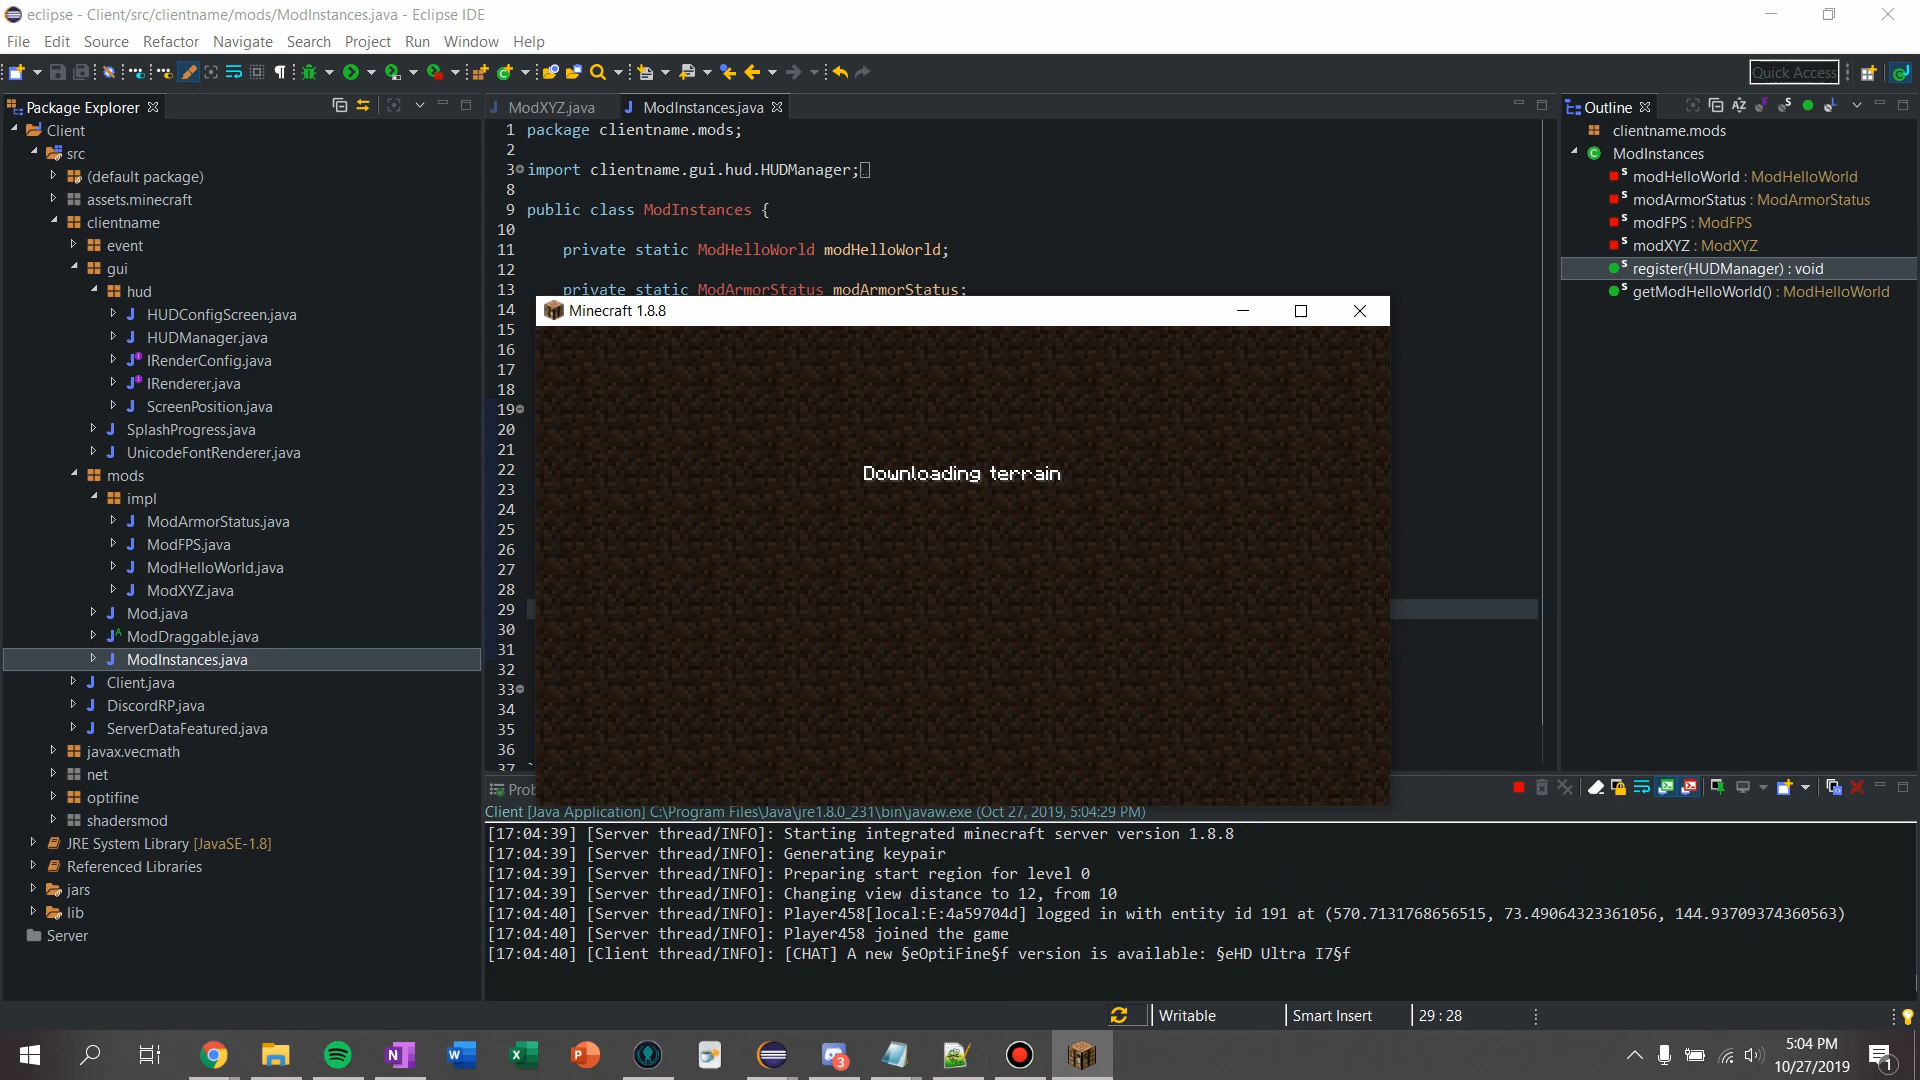 eclipse - Client/src/clientname/mods/ModInstances.java - Eclipse IDE
File Edit Source Refactor Navigate Search Project Run Window Help
Quick Access
Package Explorer
Client
src
(default package)
assets.minecraft
clientname
event
gui
hud
HUDConfigScreen.java
HUDManager.java
IRenderConfig.java
IRenderer.java
ScreenPosition.java
SplashProgress.java
UnicodeFontRenderer.java
mods
impl
ModArmorStatus.java
ModFPS.java
ModHelloWorld.java
ModXYZ.java
Mod.java
ModDraggable.java
ModInstances.java
Client.java
DiscordRP.java
ServerDataFeatured.java
javax.vecmath
net
optifine
shadersmod
JRE System Library [JavaSE-1.8]
Referenced Libraries
jars
lib
Server
ModXYZ.java ModInstances.java
1 package clientname.mods;
2
3 import clientname.gui.hud.HUDManager;
8
9 public class ModInstances {
10
11 private static ModHelloWorld modHelloWorld;
12
13 private static ModArmorStatus modArmorStatus;
14
15
16
17
18
19
20
21
22
23
24
25
26
27
28
29
30
31
32
33
34
35
36
37
Minecraft 1.8.8
Downloading terrain
Outline
clientname.mods
ModInstances
modHelloWorld : ModHelloWorld
modArmorStatus : ModArmorStatus
modFPS : ModFPS
modXYZ : ModXYZ
register(HUDManager) : void
getModHelloWorld() : ModHelloWorld
Prob
Client [Java Application] C:\Program Files\Java\jre1.8.0_231\bin\javaw.exe (Oct 27, 2019, 5:04:29 PM)
[17:04:39] [Server thread/INFO]: Starting integrated minecraft server version 1.8.8
[17:04:39] [Server thread/INFO]: Generating keypair
[17:04:39] [Server thread/INFO]: Preparing start region for level 0
[17:04:39] [Server thread/INFO]: Changing view distance to 12, from 10
[17:04:40] [Server thread/INFO]: Player458[local:E:4a59704d] logged in with entity id 191 at (570.7131768656515, 73.49064323361056, 144.93709374360563)
[17:04:40] [Server thread/INFO]: Player458 joined the game
[17:04:40] [Client thread/INFO]: [CHAT] A new §eOptiFine§f version is available: §eHD Ultra I7§f
Writable Smart Insert 29 : 28
5:04 PM
10/27/2019
3
1